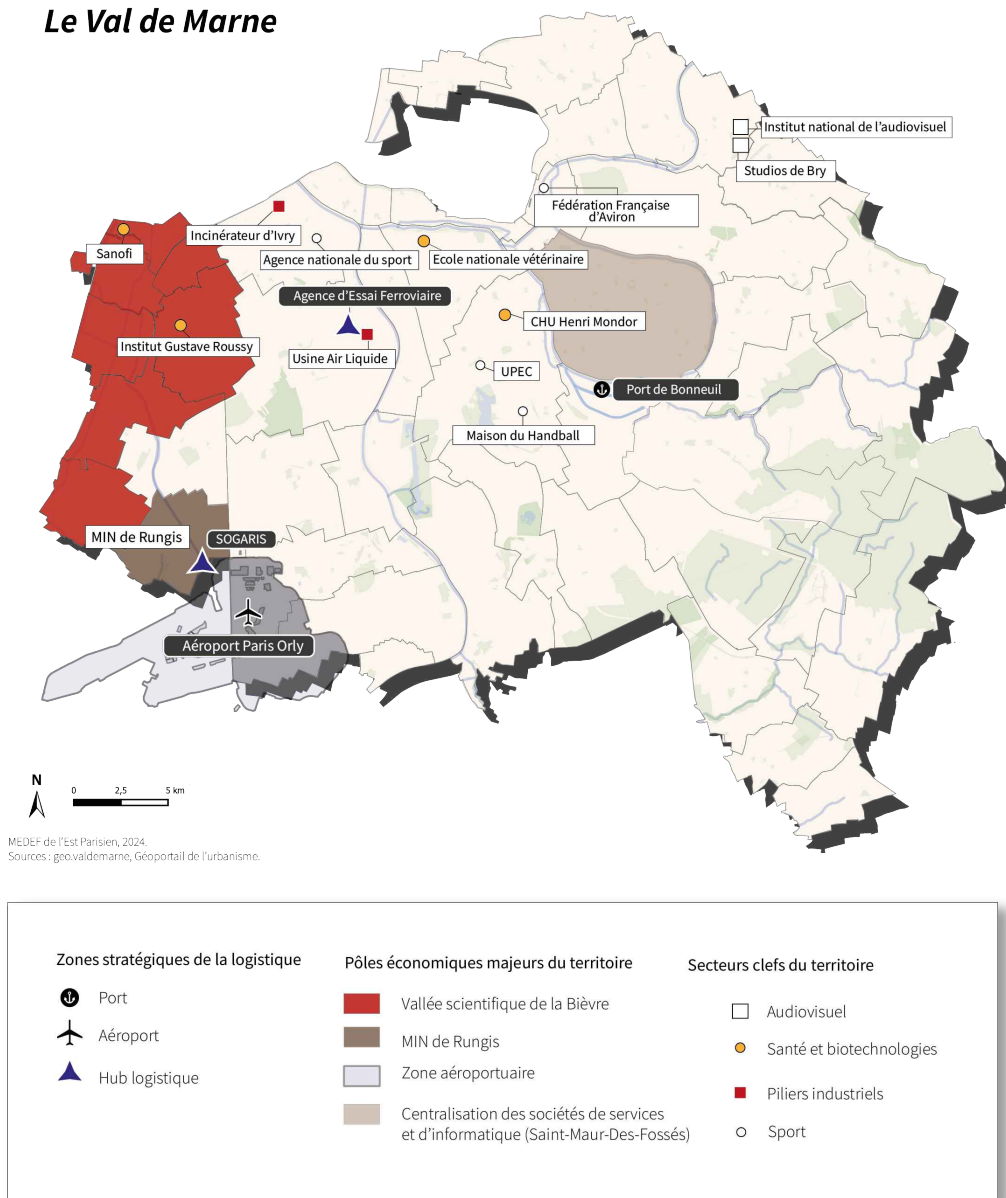 Le Val de Marne
Institut national de l'audiovisuel
Studios de Bry
Fédération Française
d'Aviron
Incinérateur d'Ivry
Sanofi
Agence nationale du sport
Ecole nationale vétérinaire
Agence d'Essai Ferroviaire
CHU Henri Mondor
Institut Gustave Roussy
Usine Air Liquide
UPEC
Port de Bonneuil
Maison du Handball
MIN de Rungis
SOGARIS
Aéroport Paris Orly
N
0 2,5 5 km
MEDEF de l'Est Parisien, 2024.
Sources : geo.valdemarne, Géoportail de l'urbanisme.
Zones stratégiques de la logistique
Port
Aéroport
Hub logistique
Pôles économiques majeurs du territoire
Vallée scientifique de la Bièvre
MIN de Rungis
Zone aéroportuaire
Centralisation des sociétés de services
et d'informatique (Saint-Maur-Des-Fossés)
Secteurs clefs du territoire
Audiovisuel
Santé et biotechnologies
Piliers industriels
Sport